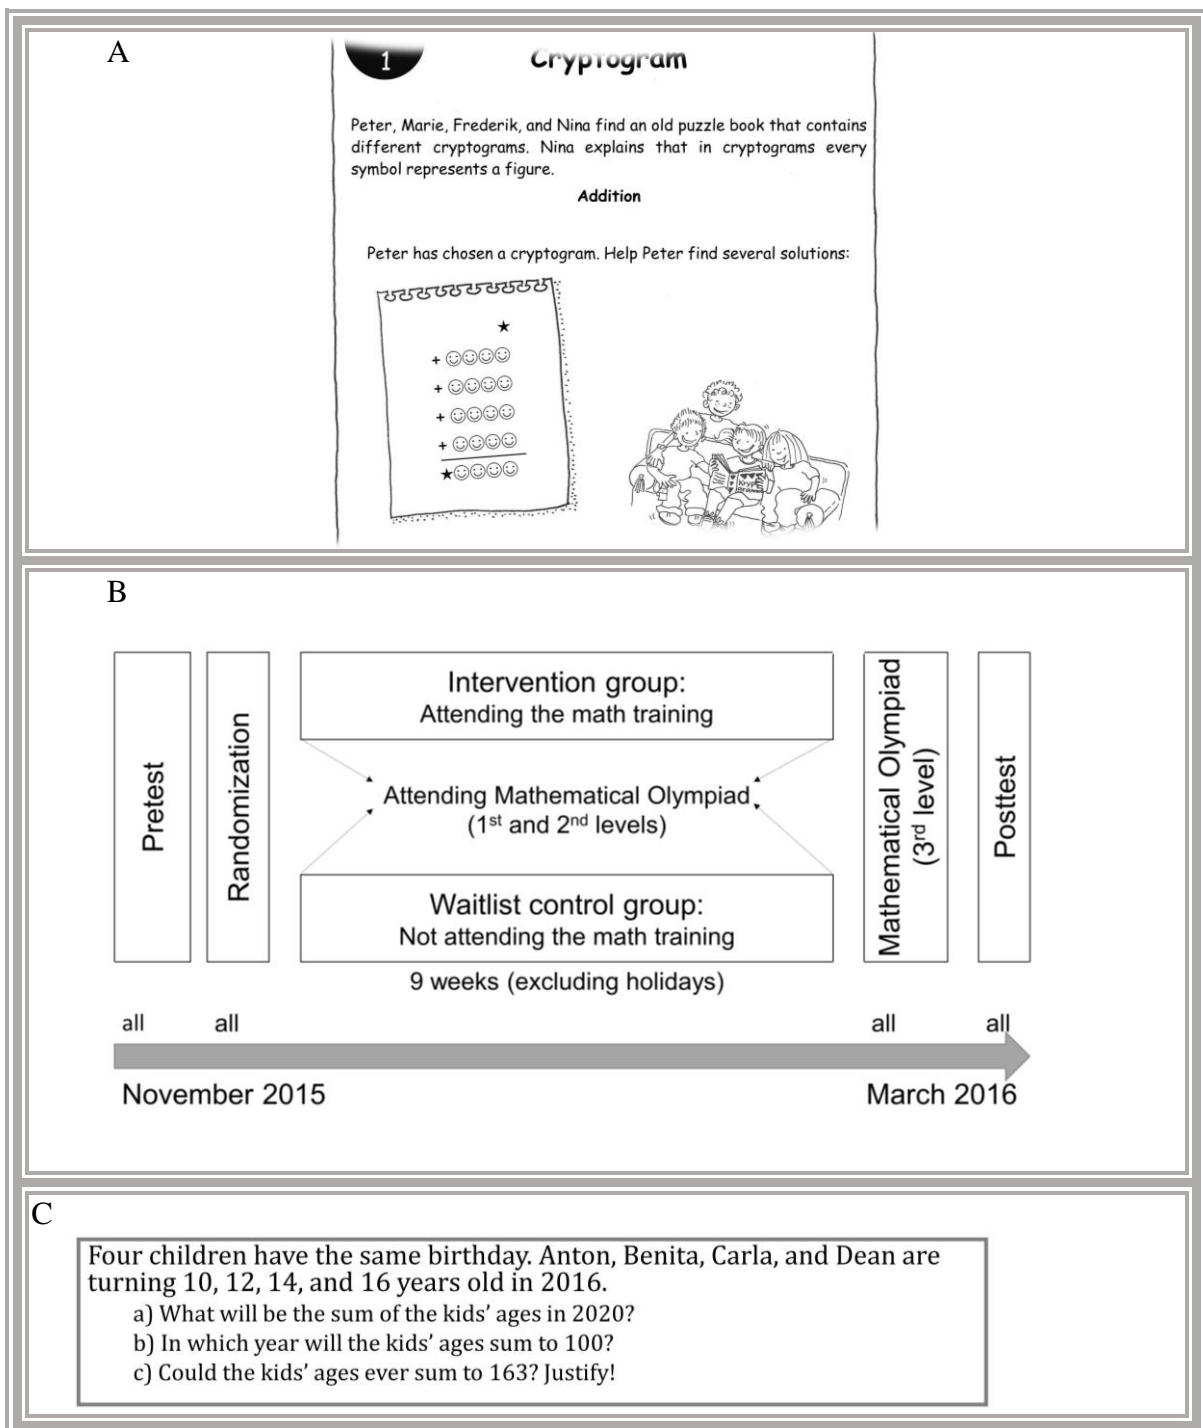 A
1
Cryptogram
Peter, Marie, Frederik, and Nina find an old puzzle book that contains
different cryptograms. Nina explains that in cryptograms every
symbol represents a figure.
Addition
Peter has chosen a cryptogram. Help Peter find several solutions:
★
+ ☺☺☺☺
+ ☺☺☺☺
+ ☺☺☺☺
+ ☺☺☺☺
★☺☺☺☺
B
Pretest
Randomization
Intervention group:
Attending the math training
Attending Mathematical Olympiad
(1st and 2nd levels)
Waitlist control group:
Not attending the math training
9 weeks (excluding holidays)
Mathematical Olympiad
(3rd level)
Posttest
all all all all
November 2015 March 2016
C
Four children have the same birthday. Anton, Benita, Carla, and Dean are
turning 10, 12, 14, and 16 years old in 2016.
a) What will be the sum of the kids' ages in 2020?
b) In which year will the kids' ages sum to 100?
c) Could the kids' ages ever sum to 163? Justify!